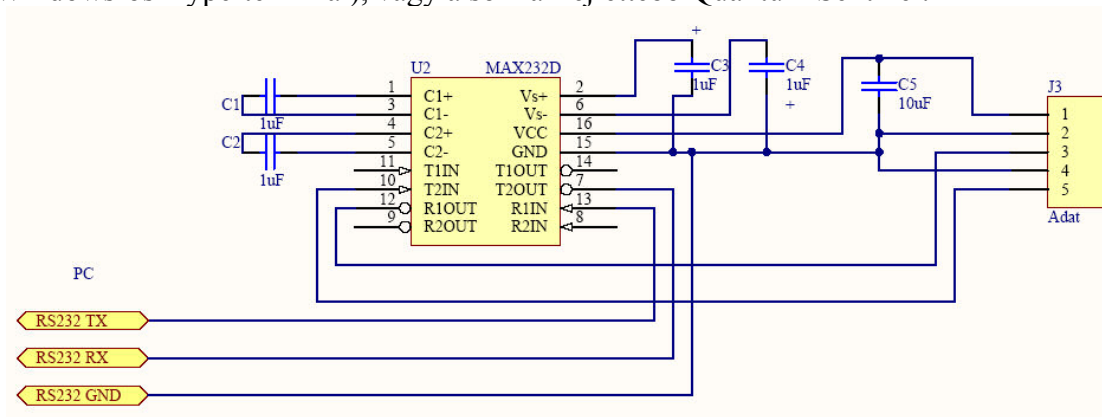 U2 MAX232D
C1+
C1-
C2+
C2-
T1IN
T2IN
R1OUT
R2OUT
Vs+
Vs-
VCC
GND
T1OUT
T2OUT
R1IN
R2IN
1
3
4
5
11
10
12
9
2
6
16
15
14
7
13
8
C1
1uF
C2
1uF
+
C3
1uF
C4
1uF
+
C5
10uF
J3
1
2
3
4
5
Adat
PC
RS232 TX
RS232 RX
RS232 GND